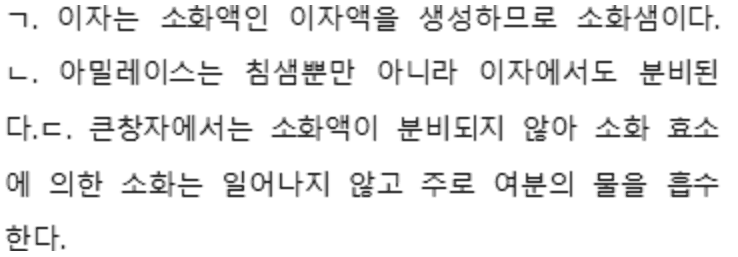 ㄱ. 이자는 소화액인 이자액을 생성하므로 소화샘이다.
ㄴ. 아밀레이스는 침샘뿐만 아니라 이자에서도 분비된
다.ㄷ. 큰창자에서는 소화액이 분비되지 않아 소화 효소
에 의한 소화는 일어나지 않고 주로 여분의 물을 흡수
한다.